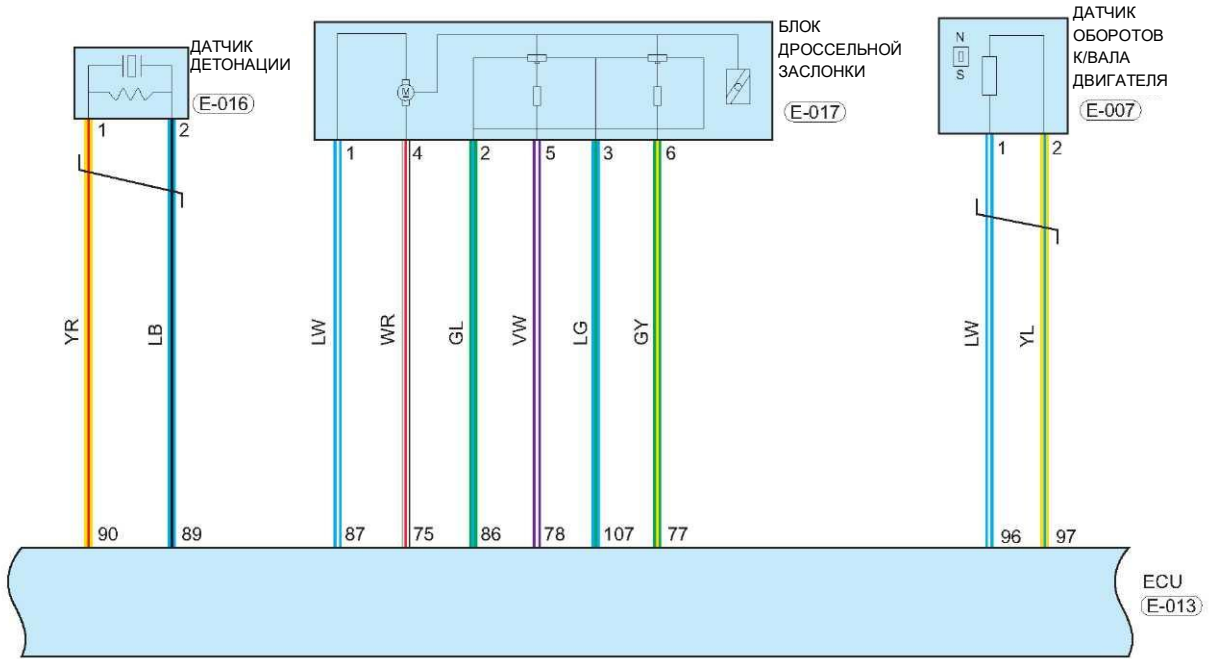 ДАТЧИК
ДЕТОНАЦИИ
E-016
1 2
БЛОК
ДРОССЕЛЬНОЙ
ЗАСЛОНКИ
E-017
M
1 4 2 5 3 6
ДАТЧИК
ОБОРОТОВ
К/ВАЛА
ДВИГАТЕЛЯ
E-007
N
S
1 2
YR LB LW WR GL VW LG GY LW YL
90 89 87 75 86 78 107 77 96 97
ECU
E-013